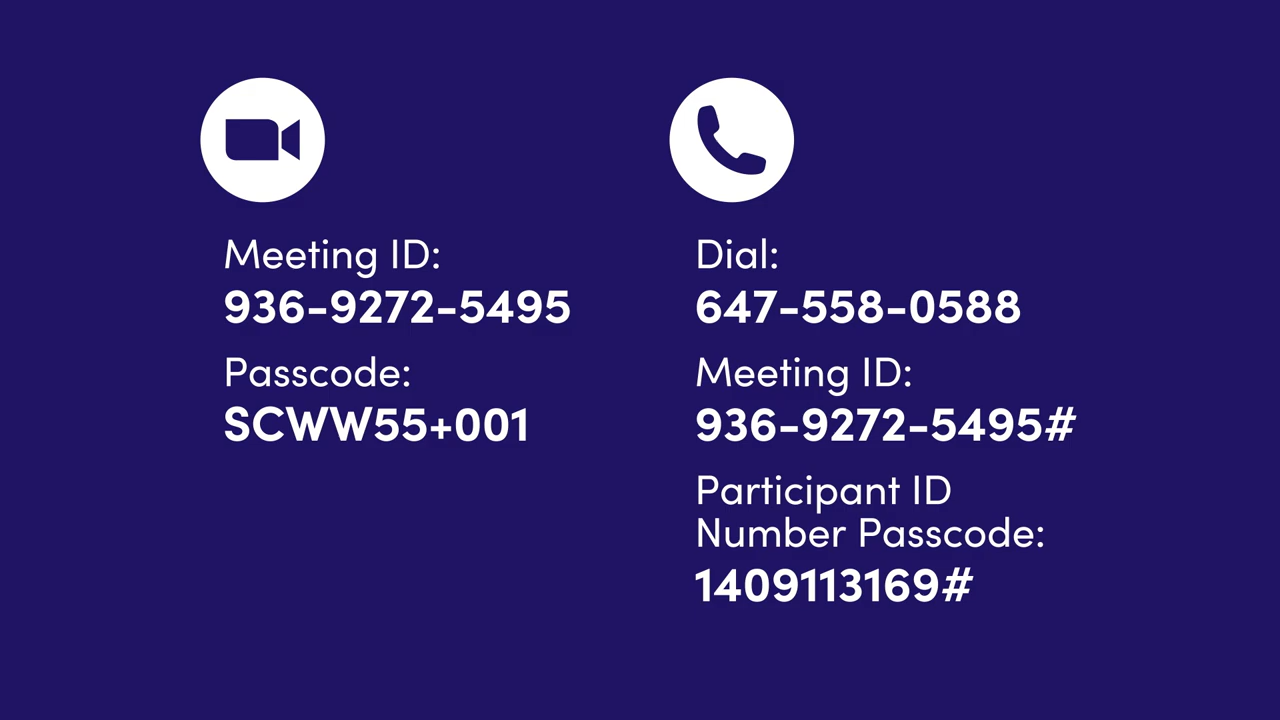 Meeting ID:
936-9272-5495
Passcode:
SCWW55+001
Dial:
647-558-0588
Meeting ID:
936-9272-5495#
Participant ID
Number Passcode:
1409113169#